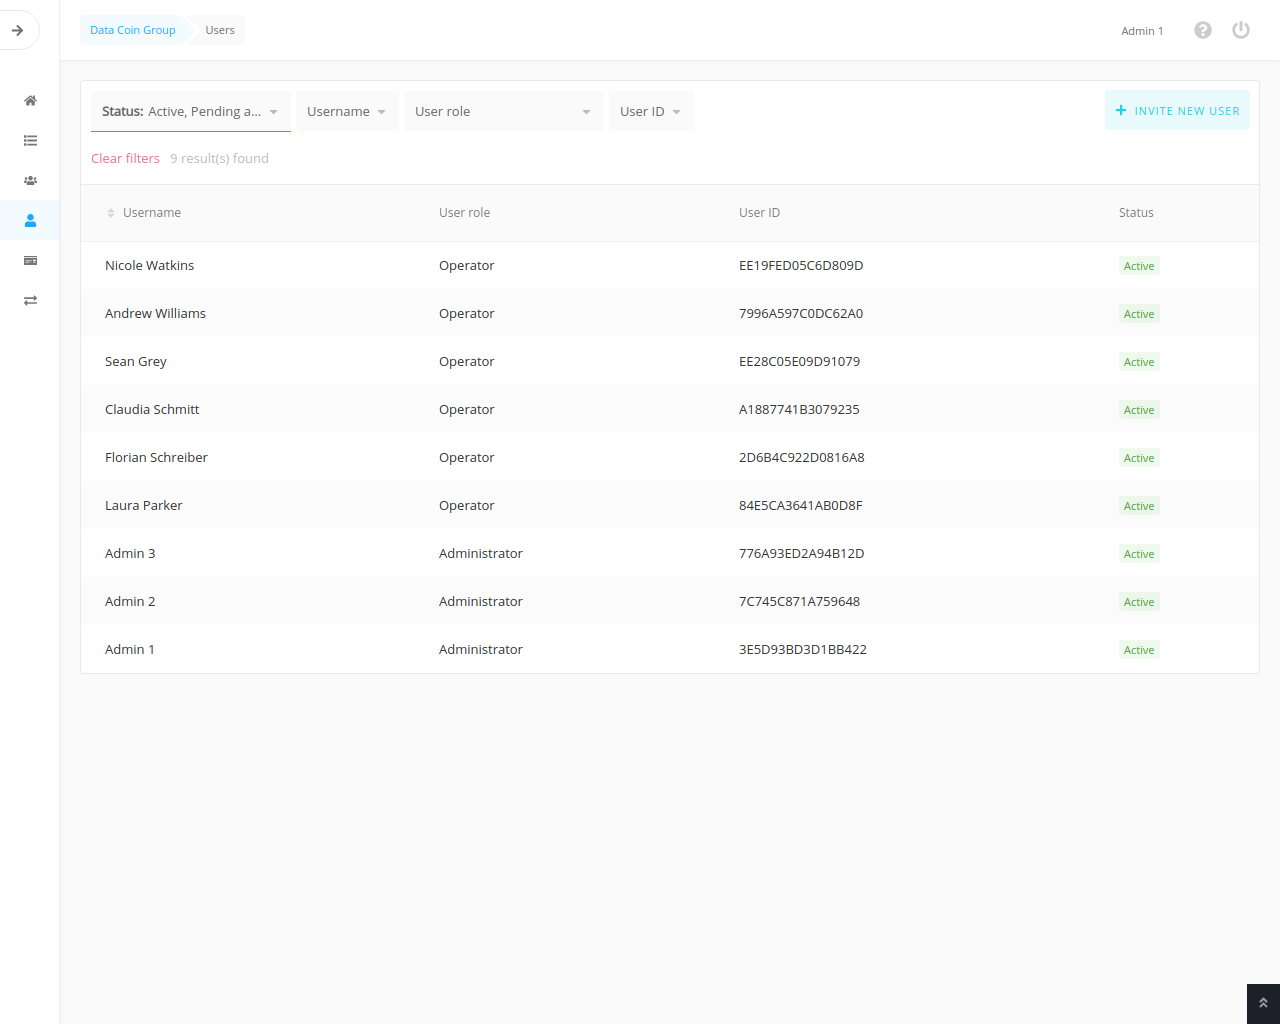 Data Coin Group Users Admin 1
Status: Active, Pending a... Username User role User ID + INVITE NEW USER
Clear filters 9 result(s) found
Username User role User ID Status
Nicole Watkins Operator EE19FED05C6D809D Active
Andrew Williams Operator 7996A597C0DC62A0 Active
Sean Grey Operator EE28C05E09D91079 Active
Claudia Schmitt Operator A1887741B3079235 Active
Florian Schreiber Operator 2D6B4C922D0816A8 Active
Laura Parker Operator 84E5CA3641AB0D8F Active
Admin 3 Administrator 776A93ED2A94B12D Active
Admin 2 Administrator 7C745C871A759648 Active
Admin 1 Administrator 3E5D93BD3D1BB422 Active